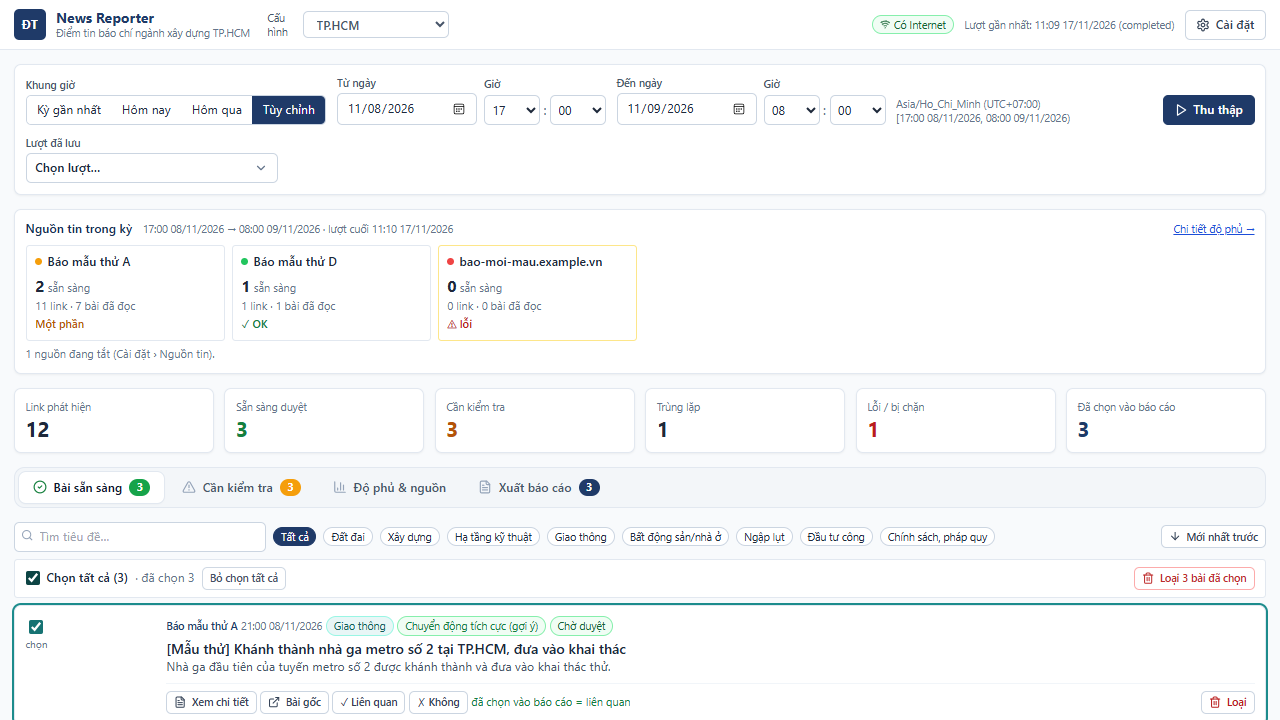 ĐT
News Reporter
Điểm tin báo chí ngành xây dựng TP.HCM
Cấu hình
TP.HCM
Có Internet
Lượt gần nhất: 11:09 17/11/2026 (completed)
Cài đặt
Khung giờ
Kỳ gần nhất
Hôm nay
Hôm qua
Tùy chỉnh
Từ ngày
11/08/2026
Giờ
17 : 00
Đến ngày
11/09/2026
Giờ
08 : 00
Asia/Ho_Chi_Minh (UTC+07:00)
[17:00 08/11/2026, 08:00 09/11/2026)
Thu thập
Lượt đã lưu
Chọn lượt...
Nguồn tin trong kỳ 17:00 08/11/2026 → 08:00 09/11/2026 · lượt cuối 11:10 17/11/2026
Chi tiết độ phủ →
Báo mẫu thử A
2 sẵn sàng
11 link · 7 bài đã đọc
Một phần
Báo mẫu thử D
1 sẵn sàng
1 link · 1 bài đã đọc
✓ OK
bao-moi-mau.example.vn
0 sẵn sàng
0 link · 0 bài đã đọc
⚠ lỗi
1 nguồn đang tắt (Cài đặt › Nguồn tin).
Link phát hiện
12
Sẵn sàng duyệt
3
Cần kiểm tra
3
Trùng lặp
1
Lỗi / bị chặn
1
Đã chọn vào báo cáo
3
Bài sẵn sàng 3
Cần kiểm tra 3
Độ phủ & nguồn
Xuất báo cáo 3
Tìm tiêu đề...
Tất cả
Đất đai
Xây dựng
Hạ tầng kỹ thuật
Giao thông
Bất động sản/nhà ở
Ngập lụt
Đầu tư công
Chính sách, pháp quy
Mới nhất trước
Chọn tất cả (3) · đã chọn 3
Bỏ chọn tất cả
Loại 3 bài đã chọn
chọn
Báo mẫu thử A 21:00 08/11/2026 Giao thông Chuyển động tích cực (gợi ý) Chờ duyệt
[Mẫu thử] Khánh thành nhà ga metro số 2 tại TP.HCM, đưa vào khai thác
Nhà ga đầu tiên của tuyến metro số 2 được khánh thành và đưa vào khai thác thử.
Xem chi tiết
Bài gốc
✓ Liên quan
✗ Không
đã chọn vào báo cáo = liên quan
Loại